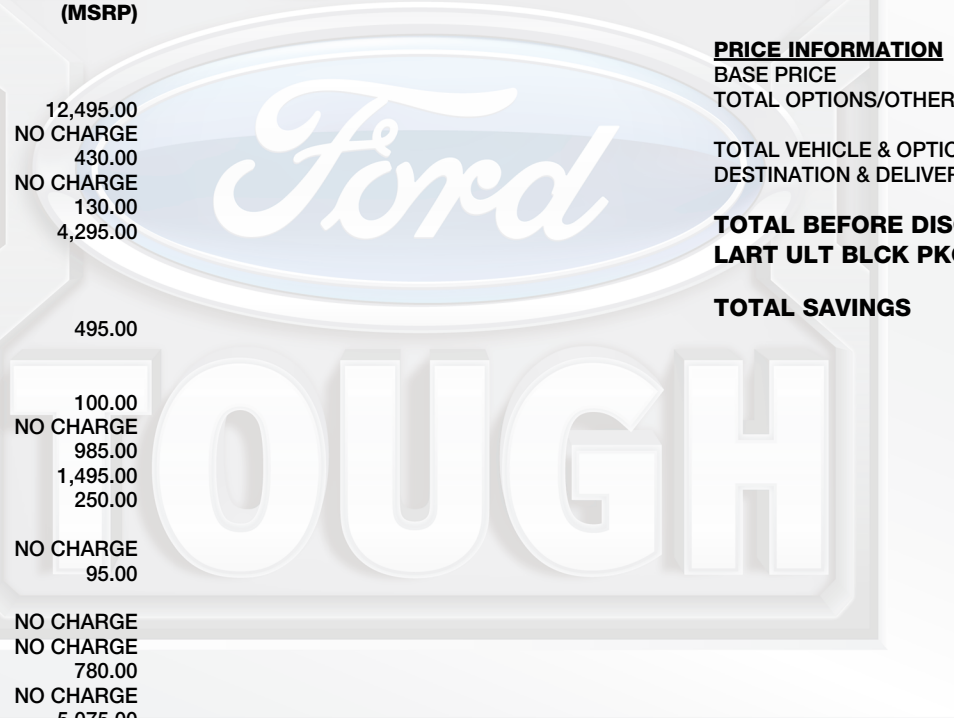 (MSRP)
12,495.00
NO CHARGE
430.00
NO CHARGE
130.00
4,295.00
495.00
100.00
NO CHARGE
985.00
1,495.00
250.00
NO CHARGE
95.00
NO CHARGE
NO CHARGE
780.00
NO CHARGE
5,075.00
PRICE INFORMATION
BASE PRICE
TOTAL OPTIONS/OTHER
TOTAL VEHICLE & OPTIO
DESTINATION & DELIVER
TOTAL BEFORE DIS
LART ULT BLCK PK
TOTAL SAVINGS
Ford
TOUGH